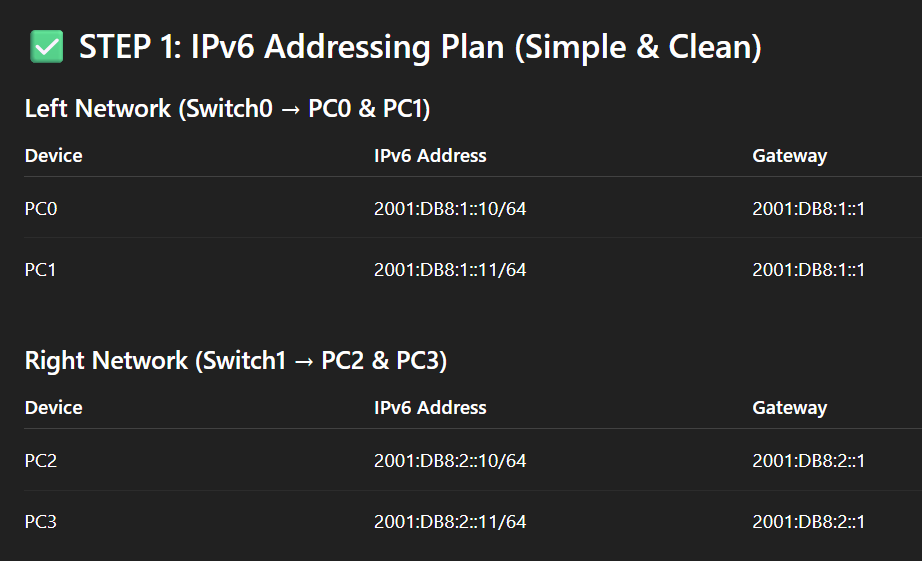 ✅ STEP 1: IPv6 Addressing Plan (Simple & Clean)
Left Network (Switch0 → PC0 & PC1)
Device IPv6 Address Gateway
PC0 2001:DB8:1::10/64 2001:DB8:1::1
PC1 2001:DB8:1::11/64 2001:DB8:1::1
Right Network (Switch1 → PC2 & PC3)
Device IPv6 Address Gateway
PC2 2001:DB8:2::10/64 2001:DB8:2::1
PC3 2001:DB8:2::11/64 2001:DB8:2::1